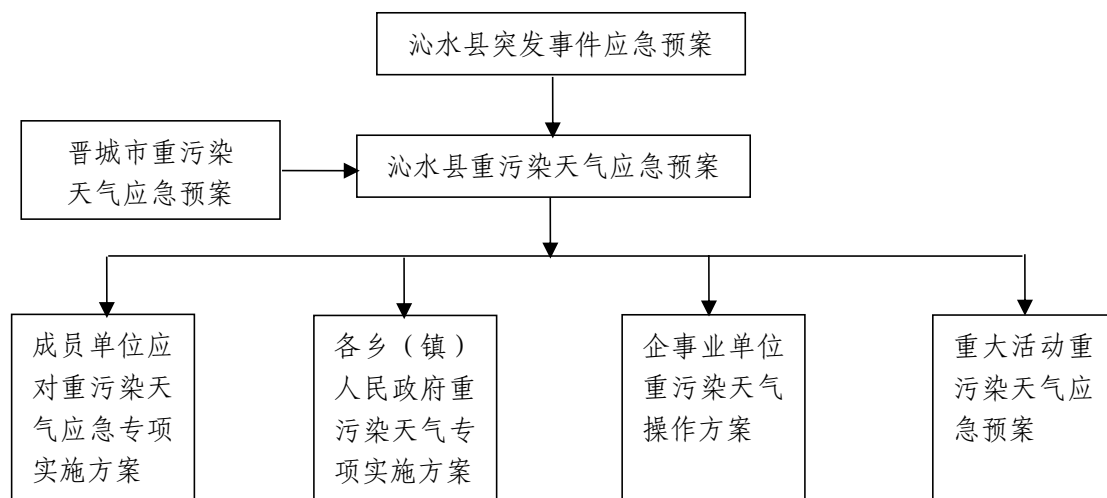 沁水县突发事件应急预案
晋城市重污染
天气应急预案
沁水县重污染天气应急预案
成员单位应
对重污染天
气应急专项
实施方案
各乡（镇）
人民政府重
污染天气专
项实施方案
企事业单位
重污染天气
操作方案
重大活动重
污染天气应
急预案